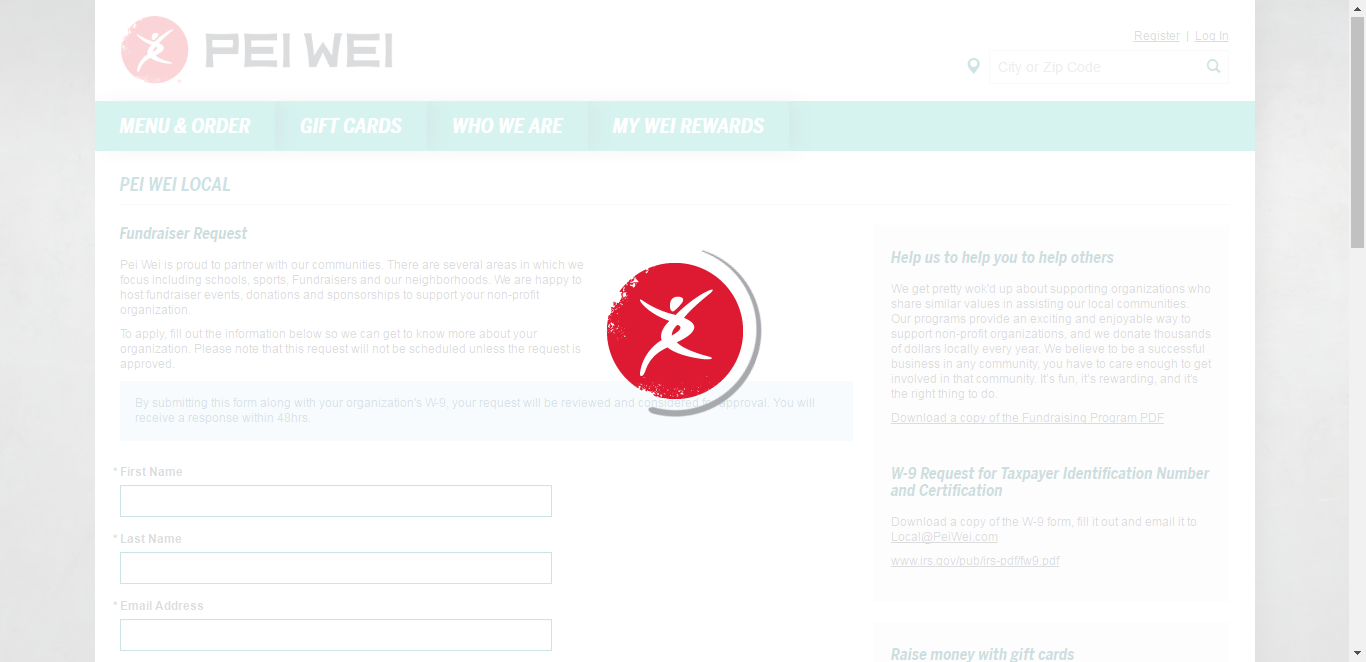 PEI WEI
Register | Log In
City or Zip Code
MENU & ORDER
GIFT CARDS
WHO WE ARE
MY WEI REWARDS
PEI WEI LOCAL
Fundraiser Request
Pei Wei is proud to partner with our communities. There are several areas in which we
focus including schools, sports, Fundraisers and our neighborhoods. We are happy to
host fundraiser events, donations and sponsorships to support your non-profit
organization.
To apply, fill out the information below so we can get to know more about your
organization. Please note that this request will not be scheduled unless the request is
approved.
By submitting this form along with your organization's W-9, your request will be reviewed and considered for approval. You will
receive a response within 48hrs.
* First Name
* Last Name
* Email Address
Help us to help you to help others
We get pretty wok'd up about supporting organizations who
share similar values in assisting our local communities.
Our programs provide an exciting and enjoyable way to
support non-profit organizations, and we donate thousands
of dollars locally every year. We believe to be a successful
business in any community, you have to care enough to get
involved in that community. It's fun, it's rewarding, and it's
the right thing to do.
Download a copy of the Fundraising Program PDF
W-9 Request for Taxpayer Identification Number
and Certification
Download a copy of the W-9 form, fill it out and email it to
Local@PeiWei.com
www.irs.gov/pub/irs-pdf/fw9.pdf
Raise money with gift cards